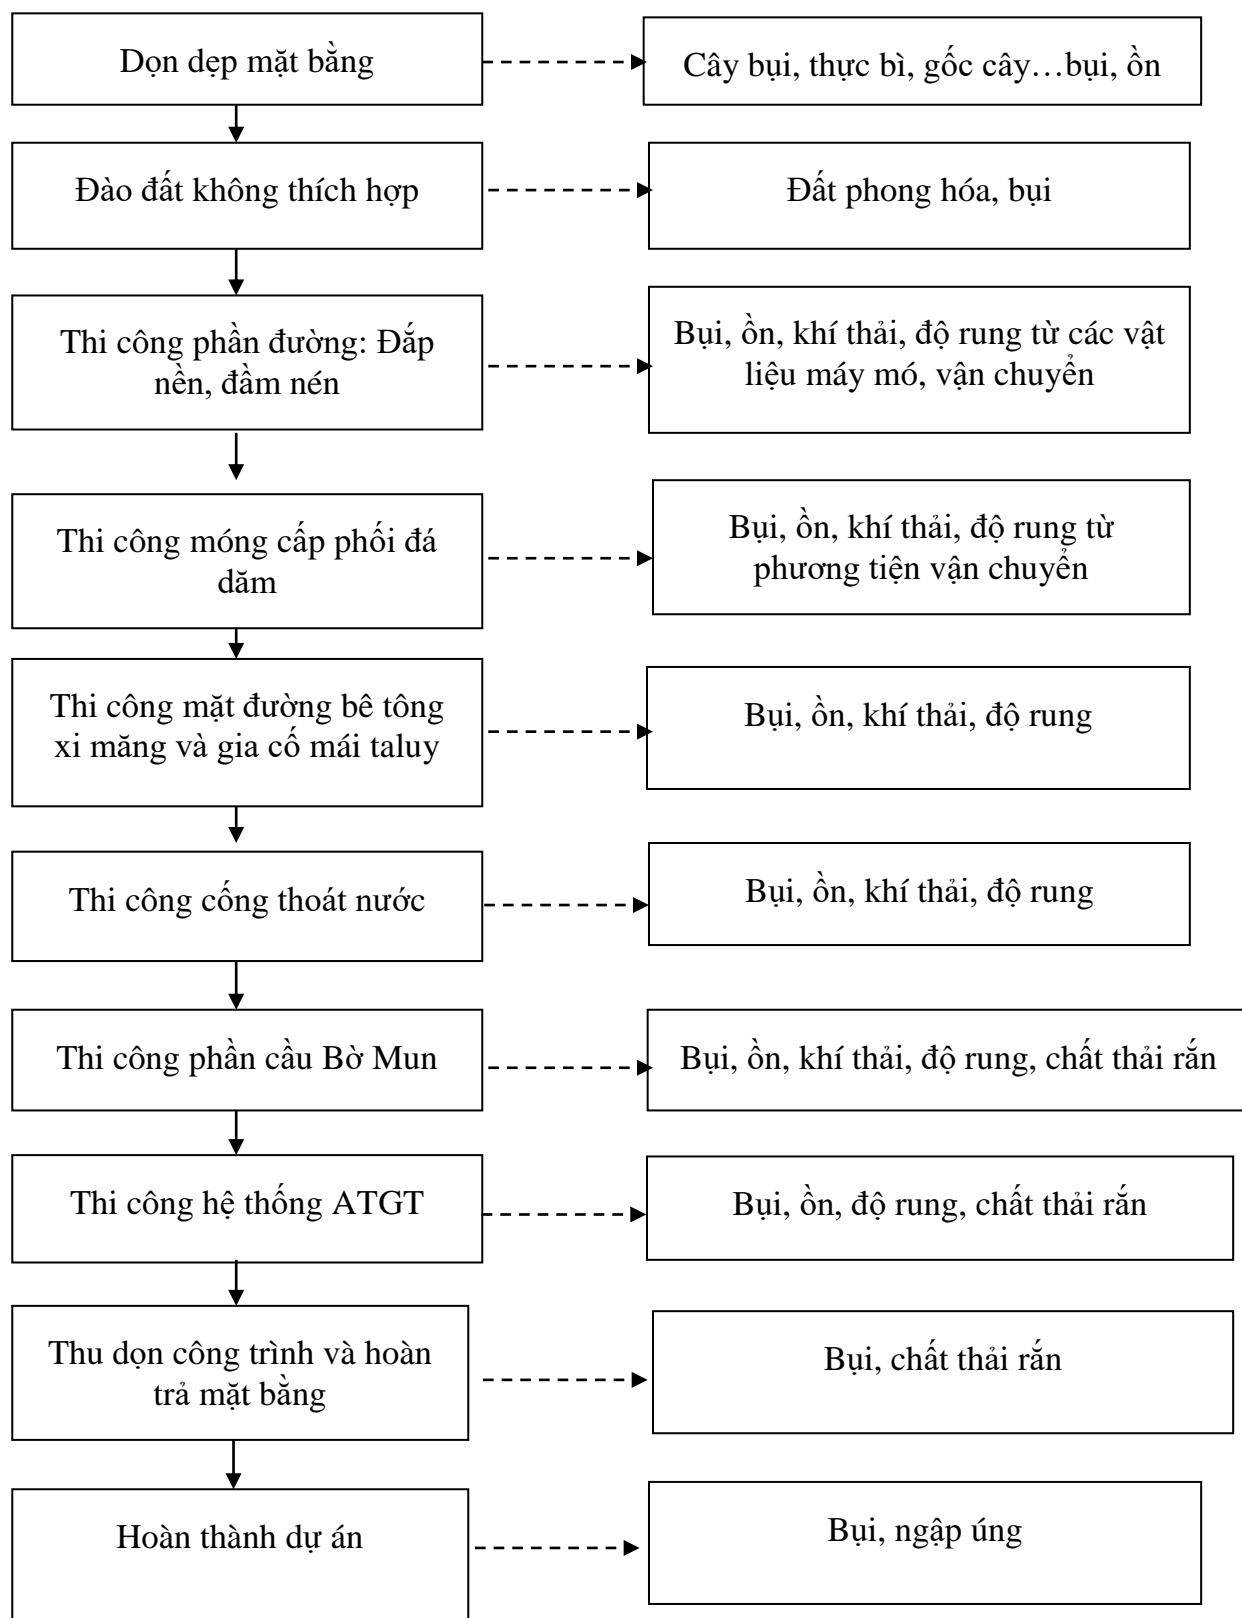 Dọn dẹp mặt bằng
Cây bụi, thực bì, gốc cây…bụi, ồn
Đào đất không thích hợp
Đất phong hóa, bụi
Thi công phần đường: Đắp
nền, đầm nén
Bụi, ồn, khí thải, độ rung từ các vật
liệu máy mó, vận chuyển
Thi công móng cấp phối đá
dăm
Bụi, ồn, khí thải, độ rung từ
phương tiện vận chuyển
Thi công mặt đường bê tông
xi măng và gia cố mái taluy
Bụi, ồn, khí thải, độ rung
Thi công cống thoát nước
Bụi, ồn, khí thải, độ rung
Thi công phần cầu Bờ Mun
Bụi, ồn, khí thải, độ rung, chất thải rắn
Thi công hệ thống ATGT
Bụi, ồn, độ rung, chất thải rắn
Thu dọn công trình và hoàn
trả mặt bằng
Bụi, chất thải rắn
Hoàn thành dự án
Bụi, ngập úng